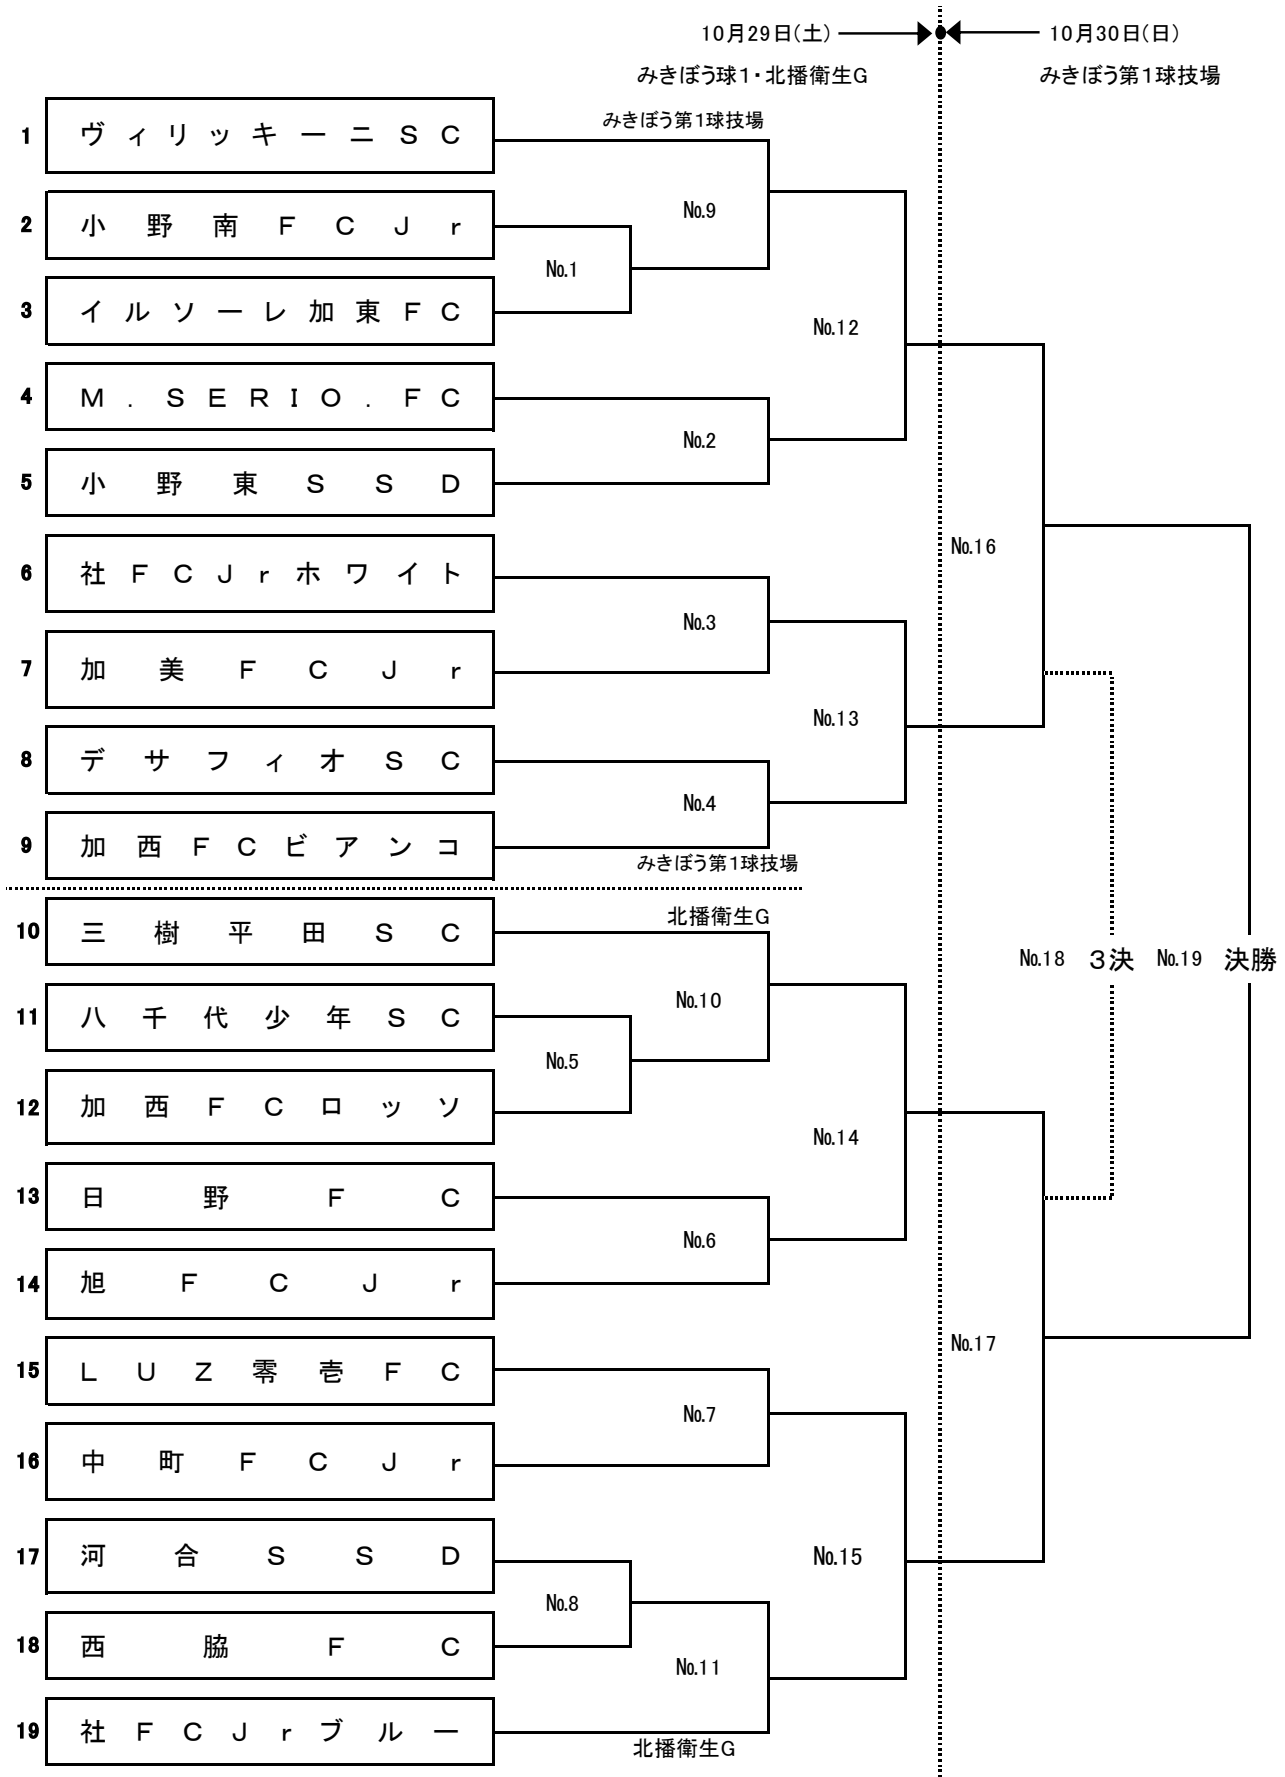 10月29日(土) 10月30日(日)
みきぼう球1・北播衛生G みきぼう第1球技場
みきぼう第1球技場
1 ヴィリッキーニSC
No.9
2 小野南FCJr
No.1
3 イルソーレ加東FC
No.12
4 M.SERIO.FC
No.2
5 小野東SSD
No.16
6 社FCJrホワイト
No.3
7 加美FCJr
No.13
8 デサフィオSC
No.4
9 加西FCビアンコ
みきぼう第1球技場
北播衛生G
10 三樹平田SC
No.18 3決 No.19 決勝
No.10
11 八千代少年SC
No.5
12 加西FCロッソ
No.14
13 日野FC
No.6
14 旭FCJr
No.17
15 LUZ零壱FC
No.7
16 中町FCJr
No.15
17 河合SSD
No.8
18 西脇FC
No.11
19 社FCJrブルー
北播衛生G